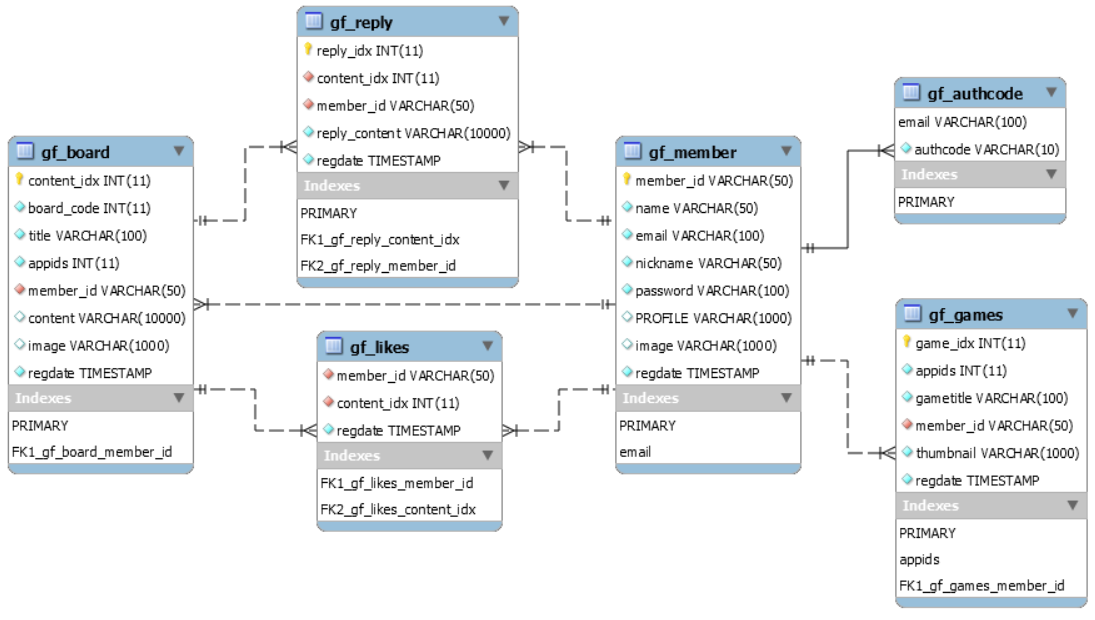 gf_reply
reply_idx INT(11)
content_idx INT(11)
member_id VARCHAR(50)
reply_content VARCHAR(10000)
regdate TIMESTAMP
Indexes
PRIMARY
FK1_gf_reply_content_idx
FK2_gf_reply_member_id
gf_board
content_idx INT(11)
board_code INT(11)
title VARCHAR(100)
appids INT(11)
member_id VARCHAR(50)
content VARCHAR(10000)
image VARCHAR(1000)
regdate TIMESTAMP
Indexes
PRIMARY
FK1_gf_board_member_id
gf_likes
member_id VARCHAR(50)
content_idx INT(11)
regdate TIMESTAMP
Indexes
FK1_gf_likes_member_id
FK2_gf_likes_content_idx
gf_member
member_id VARCHAR(50)
name VARCHAR(50)
email VARCHAR(100)
nickname VARCHAR(50)
password VARCHAR(100)
PROFILE VARCHAR(1000)
image VARCHAR(1000)
regdate TIMESTAMP
Indexes
PRIMARY
email
gf_authcode
email VARCHAR(100)
authcode VARCHAR(10)
Indexes
PRIMARY
gf_games
game_idx INT(11)
appids INT(11)
gametitle VARCHAR(100)
member_id VARCHAR(50)
thumbnail VARCHAR(1000)
regdate TIMESTAMP
Indexes
PRIMARY
appids
FK1_gf_games_member_id